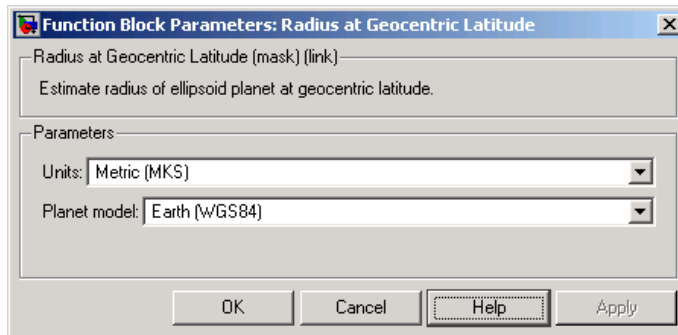 Function Block Parameters: Radius at Geocentric Latitude
Radius at Geocentric Latitude (mask) (link)
Estimate radius of ellipsoid planet at geocentric latitude.
Parameters
Units: Metric (MKS)
Planet model: Earth (WGS84)
OK Cancel Help Apply